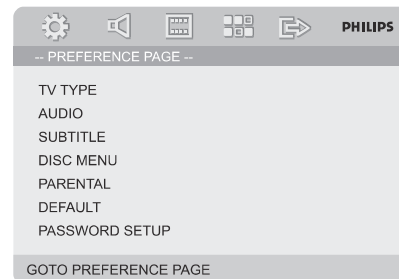 PHILIPS
-- PREFERENCE PAGE --
TV TYPE
AUDIO
SUBTITLE
DISC MENU
PARENTAL
DEFAULT
PASSWORD SETUP
GOTO PREFERENCE PAGE